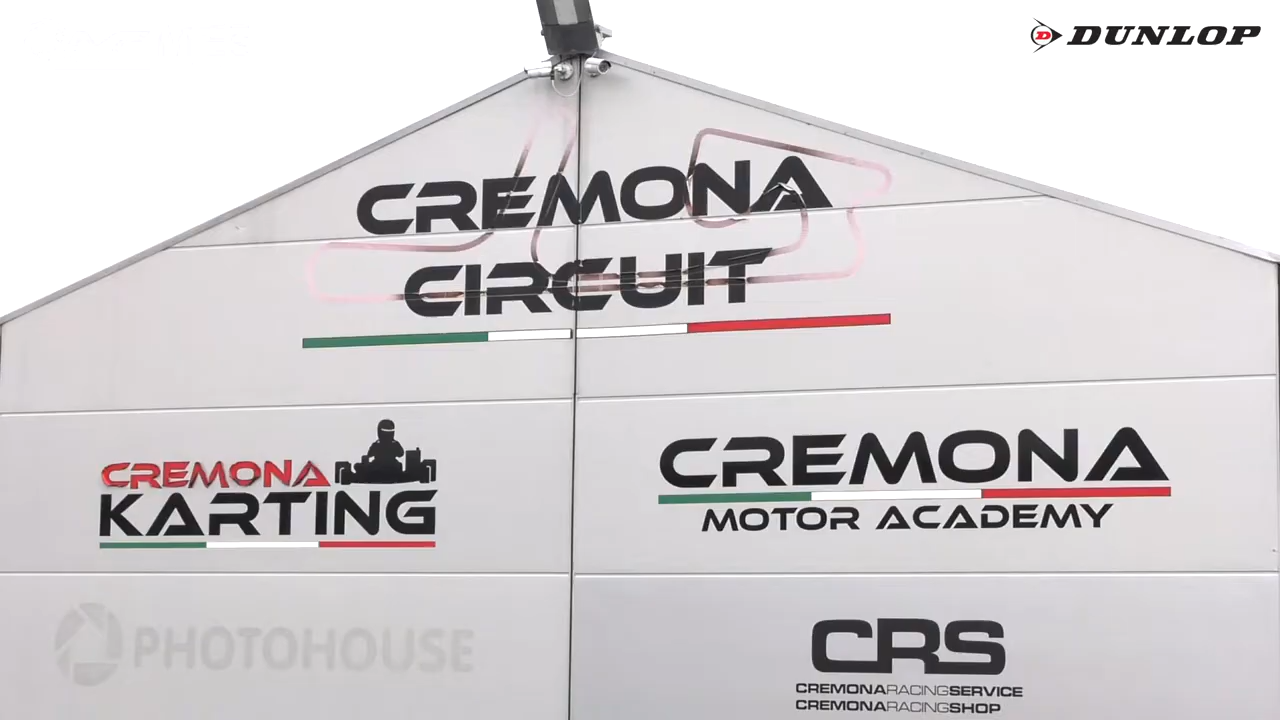 DUNLOP
CREMONA
CIRCUIT
CREMONA
KARTING
CREMONA
MOTOR ACADEMY
PHOTOHOUSE
CRS
CREMONARACINGSERVICE
CREMONARACINGSHOP